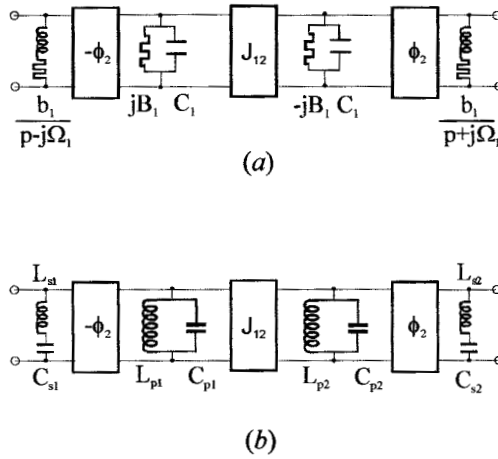 -ϕ₂ J₁₂ ϕ₂
b₁ jB₁ C₁ -jB₁ C₁ b₁
p-jΩ₁ p+jΩ₁
(a)
Lₛ₁ Lₛ₂
-ϕ₂ J₁₂ ϕ₂
Cₛ₁ Lₚ₁ Cₚ₁ Lₚ₂ Cₚ₂ Cₛ₂
(b)